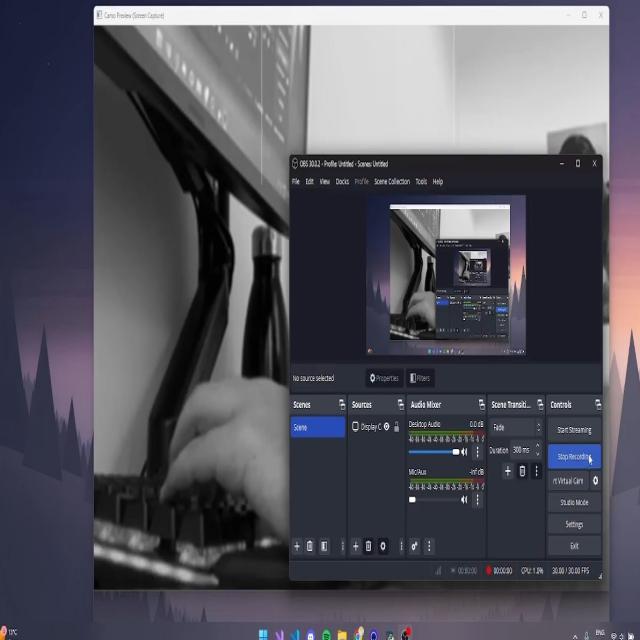 Camo Preview (Screen Capture)
OBS 30.0.2 - Profile: Untitled - Scenes: Untitled
File Edit View Docks Profile Scene Collection Tools Help
No source selected
Properties
Filters
Scenes
Sources
Audio Mixer
Scene Transiti...
Controls
Scene
Display C
Desktop Audio
0.0 dB
Fade
Start Streaming
Duration
300 ms
Stop Recording
Mic/Aux
-inf dB
rt Virtual Cam
Studio Mode
Settings
Exit
00:00:00
00:00:00
CPU: 1.0%
30.00 / 30.00 FPS
13°C
ENG